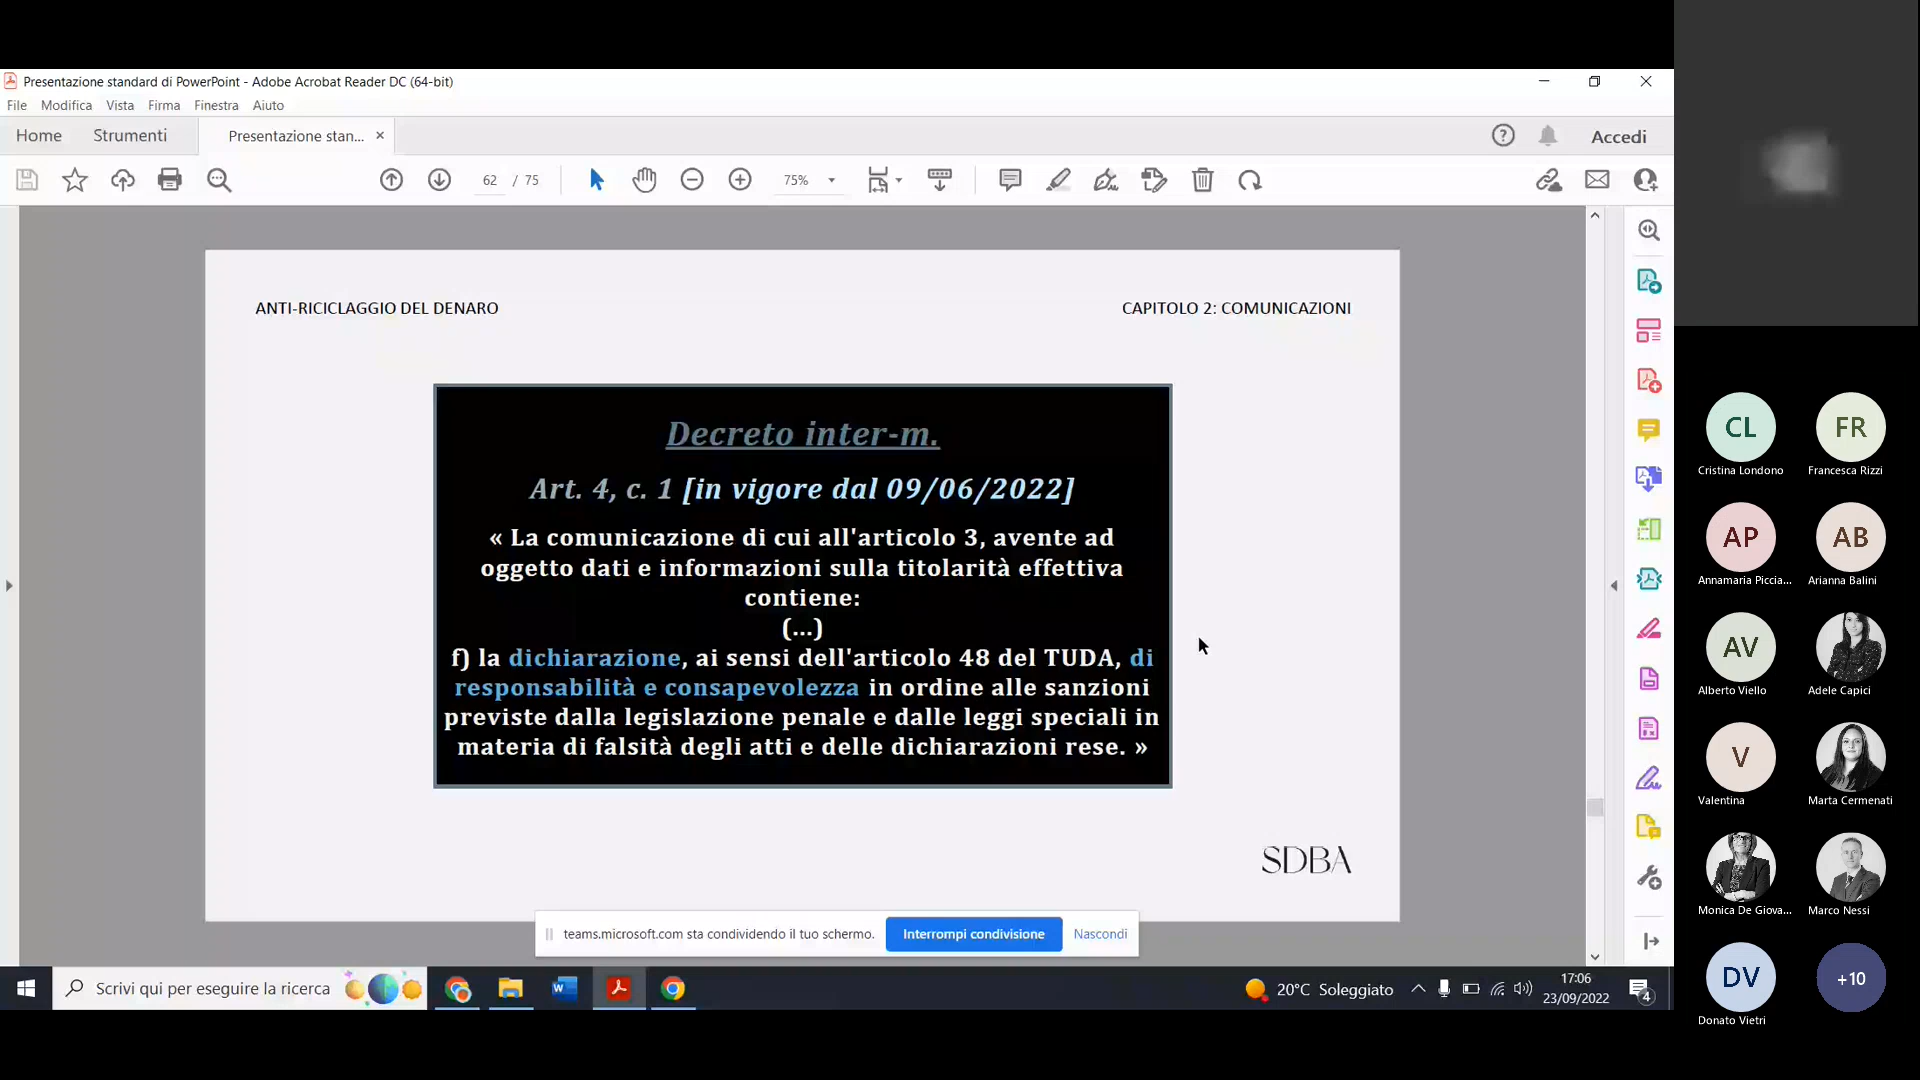 Presentazione standard di PowerPoint - Adobe Acrobat Reader DC (64-bit)
File Modifica Vista Firma Finestra Aiuto
Home Strumenti Presentazione stan... × Accedi
62 / 75 75%
ANTI-RICICLAGGIO DEL DENARO CAPITOLO 2: COMUNICAZIONI
Decreto inter-m.
Art. 4, c. 1 [in vigore dal 09/06/2022]
« La comunicazione di cui all'articolo 3, avente ad
oggetto dati e informazioni sulla titolarità effettiva
contiene:
(...)
f) la dichiarazione, ai sensi dell'articolo 48 del TUDA, di
responsabilità e consapevolezza in ordine alle sanzioni
previste dalla legislazione penale e dalle leggi speciali in
materia di falsità degli atti e delle dichiarazioni rese. »
SDBA
teams.microsoft.com sta condividendo il tuo schermo. Interrompi condivisione Nascondi
Scrivi qui per eseguire la ricerca
20°C Soleggiato
17:06
23/09/2022
4
CL FR
Cristina Londono Francesca Rizzi
AP AB
Annamaria Piccia... Arianna Balini
AV
Alberto Viello Adele Capici
V
Valentina Marta Cermenati
Monica De Giova... Marco Nessi
DV +10
Donato Vietri